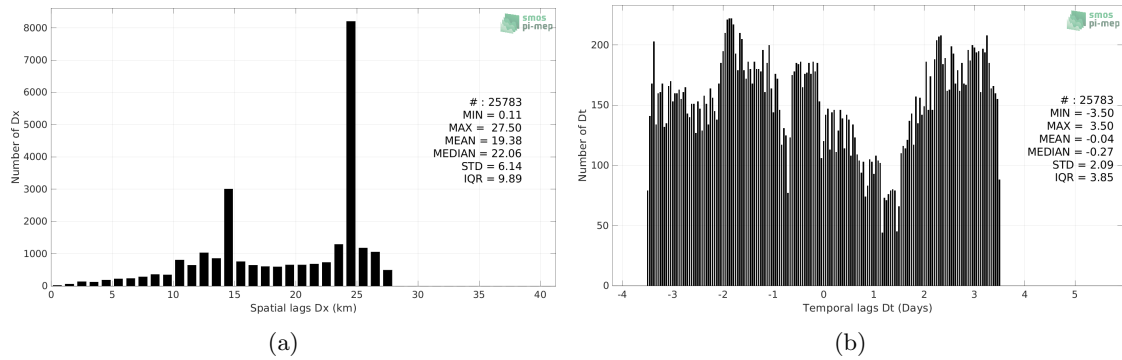 smos
pi-mep
8000
7000
6000
5000
4000
3000
2000
1000
0
Number of Dx
# : 25783
MIN = 0.11
MAX = 27.50
MEAN = 19.38
MEDIAN = 22.06
STD = 6.14
IQR = 9.89
0 5 10 15 20 25 30 35 40
Spatial lags Dx (km)
(a)
smos
pi-mep
200
150
100
50
0
Number of Dt
# : 25783
MIN = -3.50
MAX = 3.50
MEAN = -0.04
MEDIAN = -0.27
STD = 2.09
IQR = 3.85
-4 -3 -2 -1 0 1 2 3 4 5
Temporal lags Dt (Days)
(b)